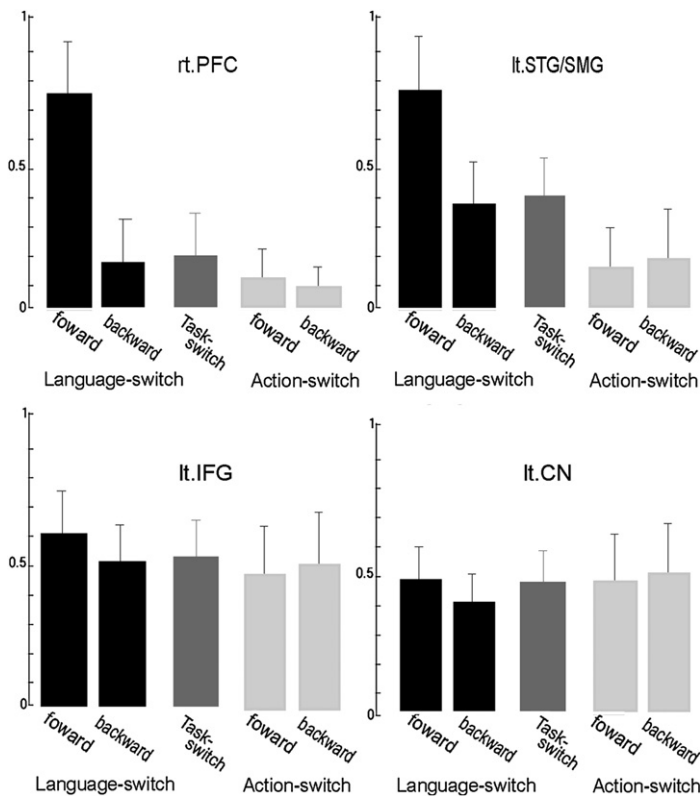 1
rt.PFC
0.5
0
foward
backward
Task-
switch
foward
backward
Language-switch
Action-switch
1
lt.STG/SMG
0.5
0
foward
backward
Task-
switch
foward
backward
Language-switch
Action-switch
1
lt.IFG
0.5
0
foward
backward
Task-
switch
foward
backward
Language-switch
Action-switch
1
lt.CN
0.5
0
foward
backward
Task-
switch
foward
backward
Language-switch
Action-switch